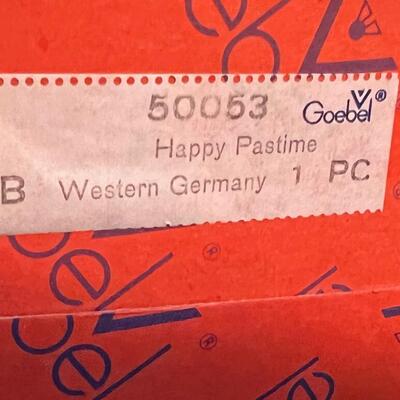 50053
Goebel ®
Happy Pastime
B Western Germany 1 PC